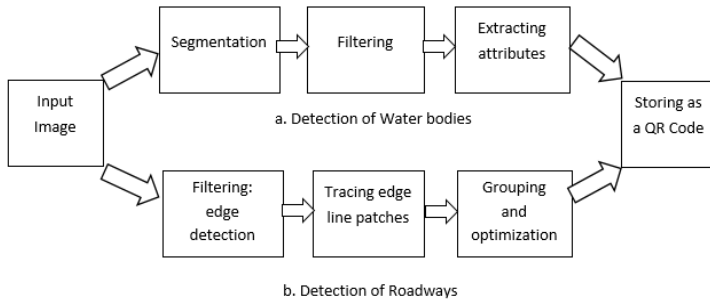 Input
Image
Segmentation
Filtering
Extracting
attributes
a. Detection of Water bodies
Filtering:
edge
detection
Tracing edge
line patches
Grouping
and
optimization
b. Detection of Roadways
Storing as
a QR Code